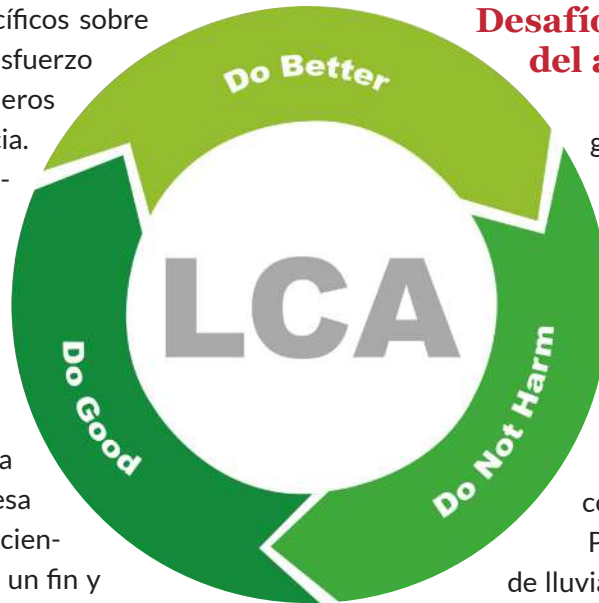 cíficos sobre
sfuerzo
eros
cia.
-
a
esa
cien-
un fin y
Do Better
Do Not Harm
Do Good
LCA
Desafío
del a
g
co
P
de lluvia